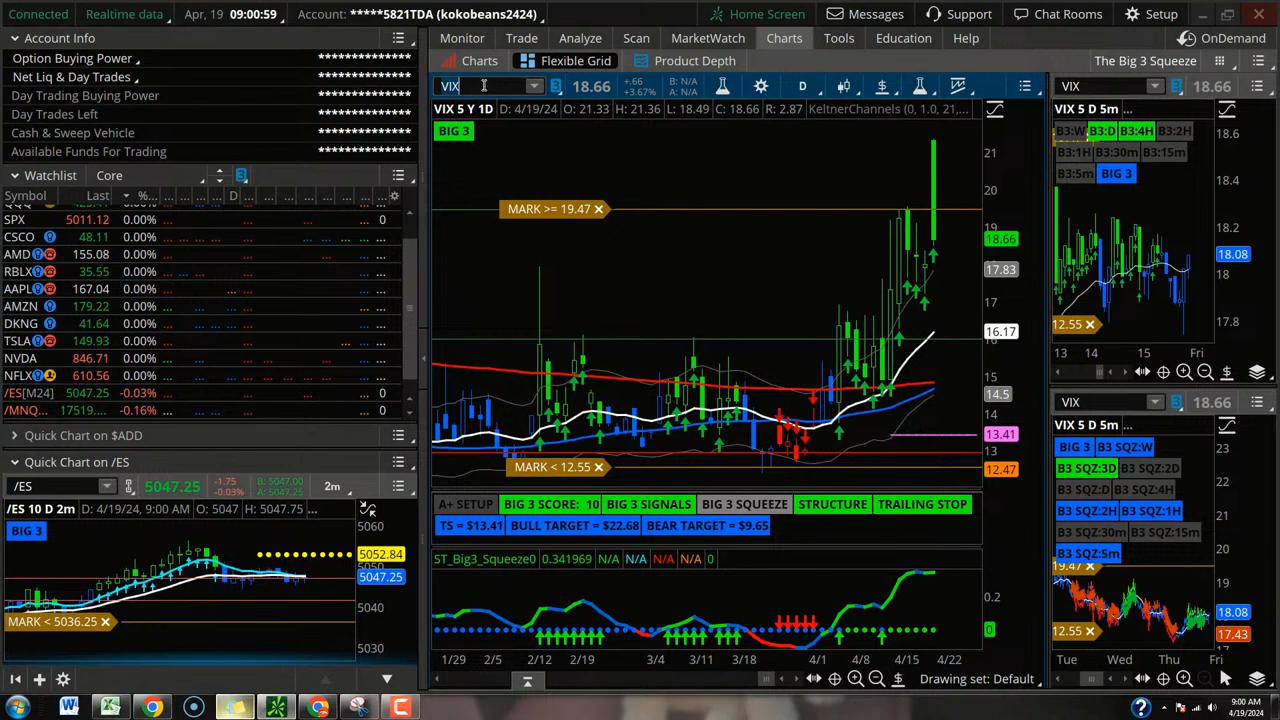 Connected Realtime data Apr, 19 09:00:59 Account: *****5821TDA (kokobeans2424) Home Screen Messages Support Chat Rooms Setup
Account Info
Option Buying Power **************
Net Liq & Day Trades **************
Day Trading Buying Power **************
Day Trades Left **************
Cash & Sweep Vehicle **************
Available Funds For Trading **************
Watchlist Core 3
Symbol Last %... ... ... ... ... D ... ... ... ... ...
SPX 5011.12 0.00% 0
CSCO 48.11 0.00%
AMD 155.08 0.00%
RBLX 35.55 0.00%
AAPL 167.04 0.00%
AMZN 179.22 0.00%
DKNG 41.64 0.00%
TSLA 149.93 0.00%
NVDA 846.71 0.00%
NFLX 610.56 0.00%
/ES[M24] 5047.25 -0.03% 0
/MNQ... 17519.... -0.16% 0
Quick Chart on $ADD
Quick Chart on /ES
/ES 5047.25 -1.75 -0.03% B: 5047.00 A: 5047.25 2m
/ES 10 D 2m D: 4/19/24, 9:00 AM O: 5047 H: 5047.75 ...
BIG 3
5060
5052.84
5047.25
5040
MARK < 5036.25
5030
Monitor Trade Analyze Scan MarketWatch Charts Tools Education Help OnDemand
Charts Flexible Grid Product Depth The Big 3 Squeeze
VIX 3 18.66 +.66 +3.67% B: N/A A: N/A D
VIX 5 Y 1D D: 4/19/24 O: 21.33 H: 21.36 L: 18.49 C: 18.66 R: 2.87 KeltnerChannels (0, 1.0, 21,...
BIG 3
21
20
MARK >= 19.47
19
18.66
17.83
17
16.17
15
14.5
14
13.41
13
MARK < 12.55
12.47
A+ SETUP BIG 3 SCORE: 10 BIG 3 SIGNALS BIG 3 SQUEEZE STRUCTURE TRAILING STOP
TS = $13.41 BULL TARGET = $22.68 BEAR TARGET = $9.65
ST_Big3_Squeeze0 0.341969 N/A N/A N/A N/A 0
0.2
0
1/29 2/5 2/12 2/19 3/4 3/11 3/18 4/1 4/8 4/15 4/22
Drawing set: Default
VIX 3 18.66
VIX 5 D 5m ...
B3:W B3:D B3:4H B3:2H
B3:1H B3:30m B3:15m
B3:5m BIG 3
18.6
18.4
18.2
18.08
18
12.55
17.8
13 14 15 Fri
VIX 3 18.66
VIX 5 D 5m ...
BIG 3 B3 SQZ:W
B3 SQZ:3D B3 SQZ:2D
B3 SQZ:D B3 SQZ:4H
B3 SQZ:2H B3 SQZ:1H
B3 SQZ:30m B3 SQZ:15m
B3 SQZ:5m
23
22
21
20
19.47
19
18.08
17.43
12.55
Tue Wed Thu Fri
9:00 AM
4/19/2024